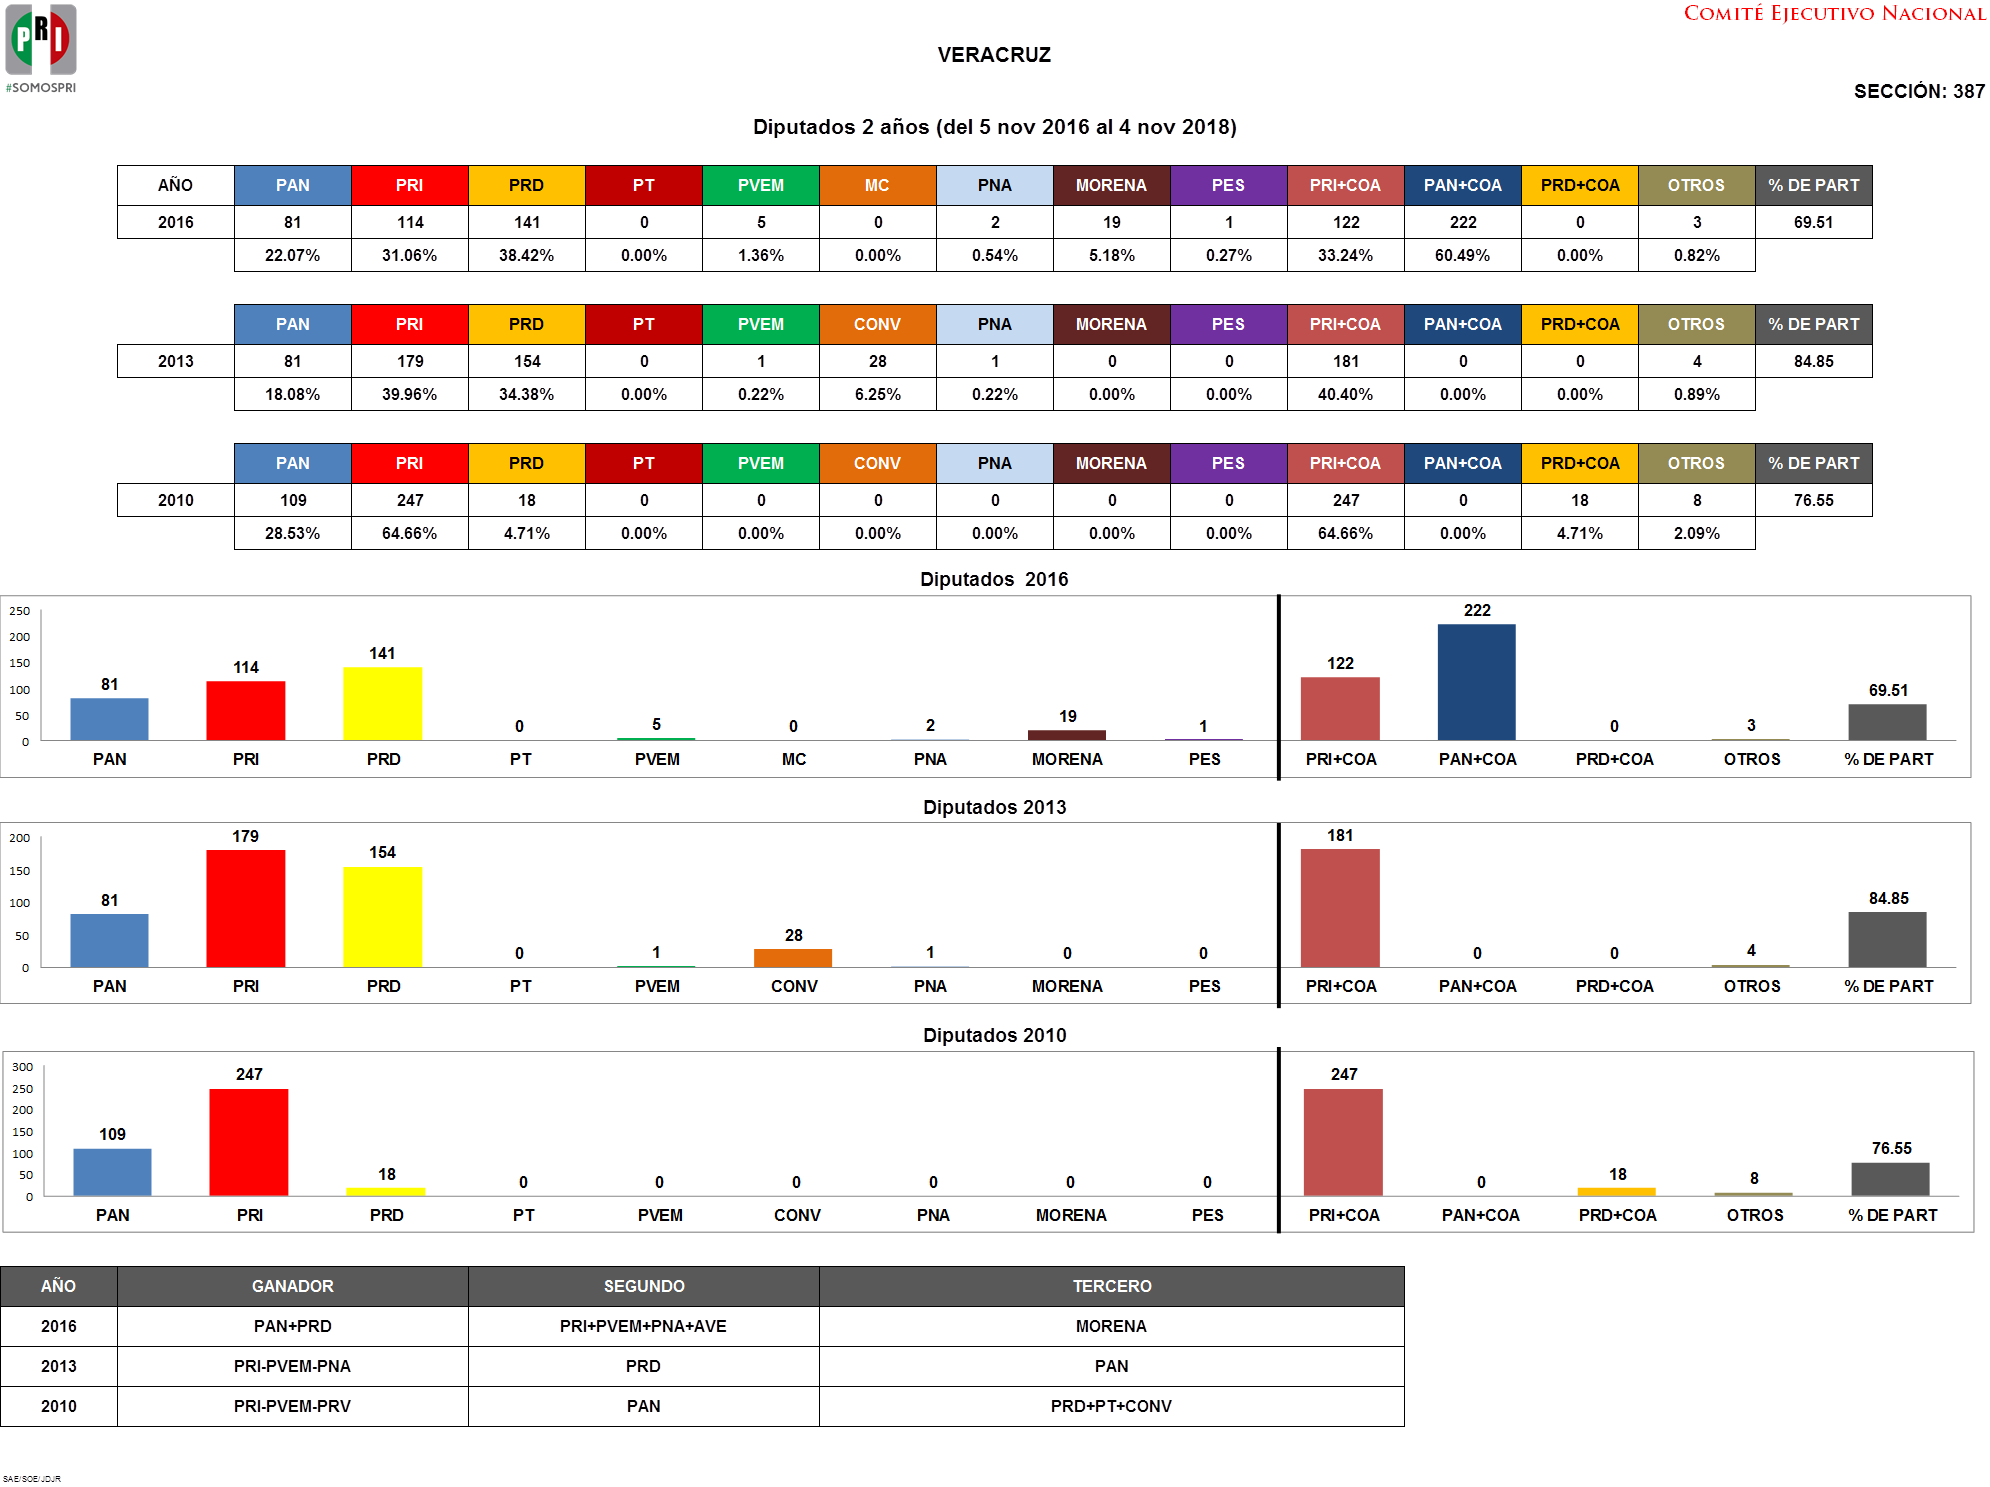 PRI
#SOMOSPRI
COMITÉ EJECUTIVO NACIONAL
VERACRUZ
SECCIÓN: 387
Diputados 2 años (del 5 nov 2016 al 4 nov 2018)
AÑO PAN PRI PRD PT PVEM MC PNA MORENA PES PRI+COA PAN+COA PRD+COA OTROS % DE PART
2016 81 114 141 0 5 0 2 19 1 122 222 0 3 69.51
22.07% 31.06% 38.42% 0.00% 1.36% 0.00% 0.54% 5.18% 0.27% 33.24% 60.49% 0.00% 0.82%
PAN PRI PRD PT PVEM CONV PNA MORENA PES PRI+COA PAN+COA PRD+COA OTROS % DE PART
2013 81 179 154 0 1 28 1 0 0 181 0 0 4 84.85
18.08% 39.96% 34.38% 0.00% 0.22% 6.25% 0.22% 0.00% 0.00% 40.40% 0.00% 0.00% 0.89%
PAN PRI PRD PT PVEM CONV PNA MORENA PES PRI+COA PAN+COA PRD+COA OTROS % DE PART
2010 109 247 18 0 0 0 0 0 0 247 0 18 8 76.55
28.53% 64.66% 4.71% 0.00% 0.00% 0.00% 0.00% 0.00% 0.00% 64.66% 0.00% 4.71% 2.09%
Diputados 2016
250
200
150
100
50
0
81 114 141 0 5 0 2 19 1 122 222 0 3 69.51
PAN PRI PRD PT PVEM MC PNA MORENA PES PRI+COA PAN+COA PRD+COA OTROS % DE PART
Diputados 2013
200
150
100
50
0
81 179 154 0 1 28 1 0 0 181 0 0 4 84.85
PAN PRI PRD PT PVEM CONV PNA MORENA PES PRI+COA PAN+COA PRD+COA OTROS % DE PART
Diputados 2010
300
250
200
150
100
50
0
109 247 18 0 0 0 0 0 0 247 0 18 8 76.55
PAN PRI PRD PT PVEM CONV PNA MORENA PES PRI+COA PAN+COA PRD+COA OTROS % DE PART
AÑO GANADOR SEGUNDO TERCERO
2016 PAN+PRD PRI+PVEM+PNA+AVE MORENA
2013 PRI-PVEM-PNA PRD PAN
2010 PRI-PVEM-PRV PAN PRD+PT+CONV
SAE/SOE/JDJR